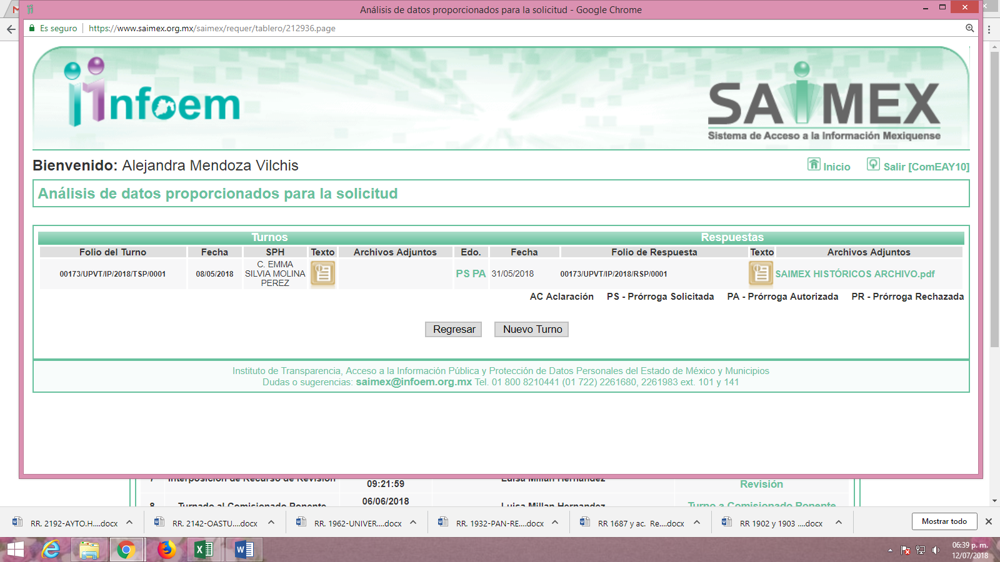 Análisis de datos proporcionados para la solicitud - Google Chrome
Es seguro | https://www.saimex.org.mx/saimex/requer/tablero/212936.page
infoem
SAIMEX
Sistema de Acceso a la Información Mexiquense
Bienvenido: Alejandra Mendoza Vilchis
Inicio
Salir [ComEAY10]
Análisis de datos proporcionados para la solicitud
Turnos
Respuestas
Folio del Turno Fecha SPH Texto Archivos Adjuntos Edo. Fecha Folio de Respuesta Texto Archivos Adjuntos
00173/UPVT/IP/2018/TSP/0001 08/05/2018 C. EMMA SILVIA MOLINA PEREZ PS PA 31/05/2018 00173/UPVT/IP/2018/RSP/0001 SAIMEX HISTÓRICOS ARCHIVO.pdf
AC Aclaración PS - Prórroga Solicitada PA - Prórroga Autorizada PR - Prórroga Rechazada
Regresar
Nuevo Turno
Instituto de Transparencia, Acceso a la Información Pública y Protección de Datos Personales del Estado de México y Municipios
Dudas o sugerencias: saimex@infoem.org.mx Tel. 01 800 8210441 (01 722) 2261680, 2261983 ext. 101 y 141
7 Interposición de Recurso de Revisión 09:21:59 Luisa Millan Hernandez Revisión
8 Turnado al Comisionado Ponente 06/06/2018 Luisa Millan Hernandez Turno a Comisionado Ponente
RR. 2192-AYTO.H....docx
RR. 2142-OASTU....docx
RR. 1962-UNIVER....docx
RR. 1932-PAN-RE....docx
RR 1687 y ac. Re....docx
RR 1902 y 1903 ....docx
Mostrar todo
06:39 p. m.
12/07/2018